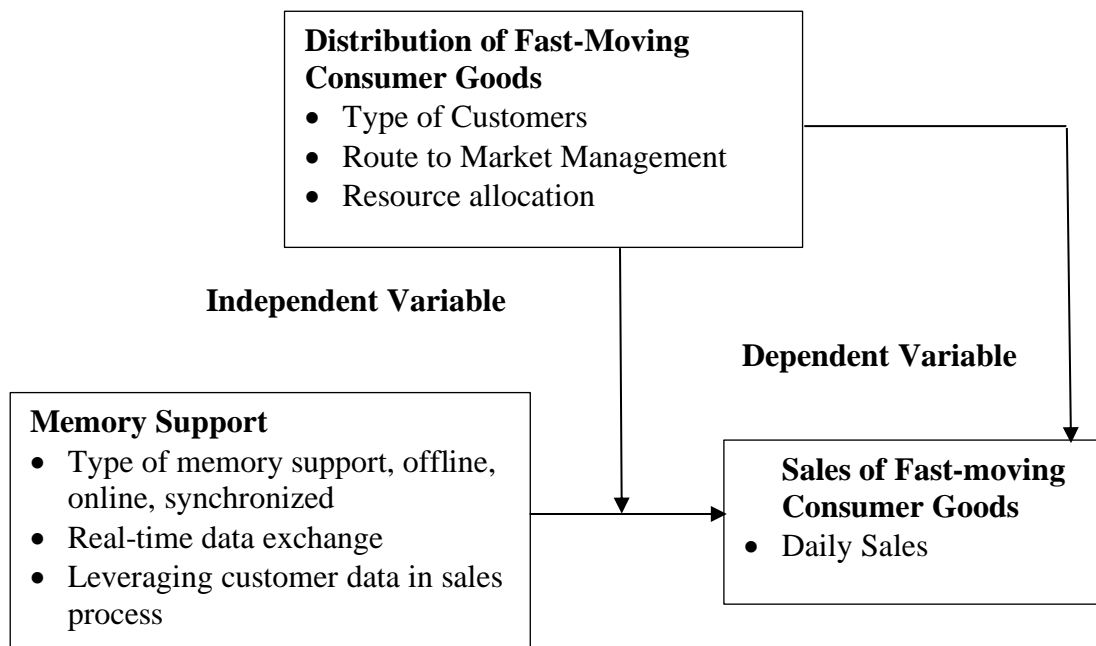 Distribution of Fast-Moving
Consumer Goods
• Type of Customers
• Route to Market Management
• Resource allocation
Independent Variable
Dependent Variable
Memory Support
• Type of memory support, offline,
online, synchronized
• Real-time data exchange
• Leveraging customer data in sales
process
Sales of Fast-moving
Consumer Goods
• Daily Sales